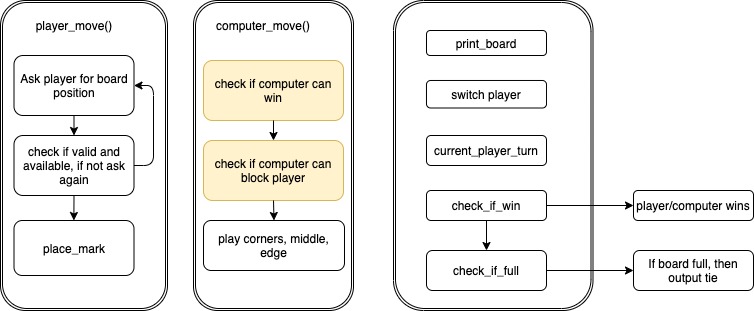 player_move()
Ask player for board
position
check if valid and
available, if not ask
again
place_mark
computer_move()
check if computer can
win
check if computer can
block player
play corners, middle,
edge
print_board
switch player
current_player_turn
check_if_win
player/computer wins
check_if_full
If board full, then
output tie